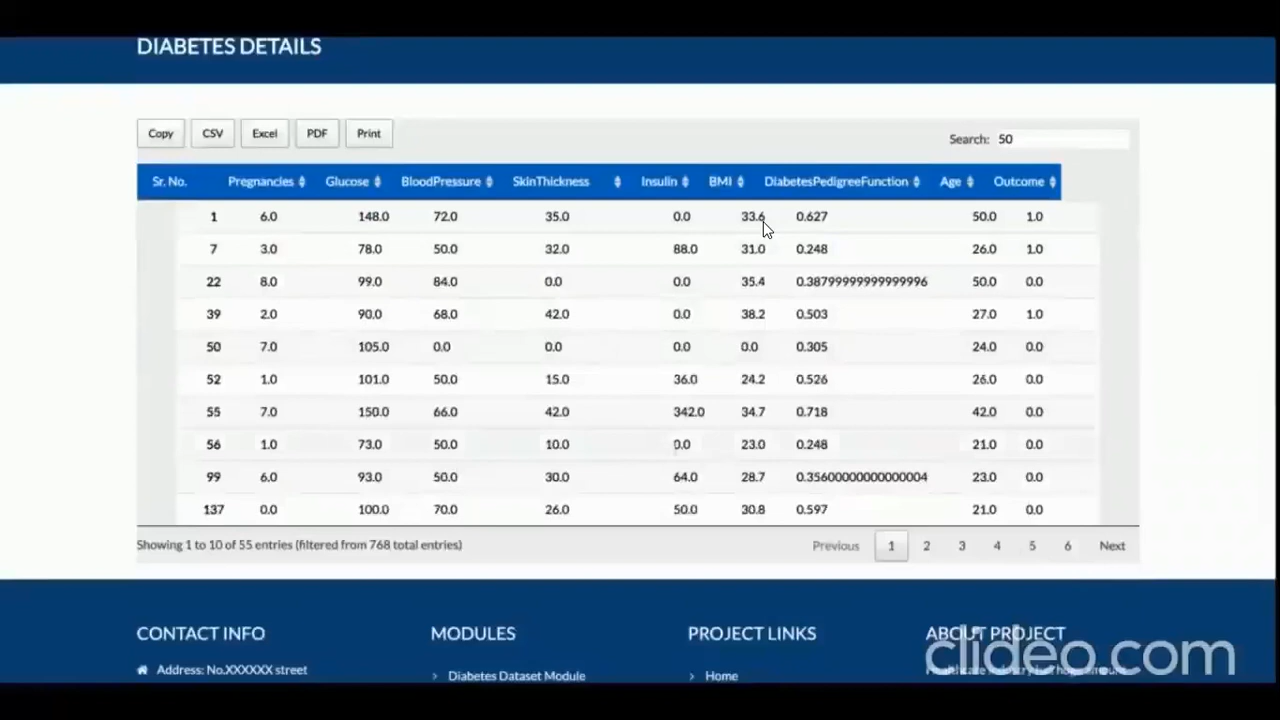 DIABETES DETAILS
Copy CSV Excel PDF Print Search: 50
Sr. No. Pregnancies Glucose BloodPressure SkinThickness Insulin BMI DiabetesPedigreeFunction Age Outcome
1 6.0 148.0 72.0 35.0 0.0 33.6 0.627 50.0 1.0
7 3.0 78.0 50.0 32.0 88.0 31.0 0.248 26.0 1.0
22 8.0 99.0 84.0 0.0 0.0 35.4 0.38799999999999996 50.0 0.0
39 2.0 90.0 68.0 42.0 0.0 38.2 0.503 27.0 1.0
50 7.0 105.0 0.0 0.0 0.0 0.0 0.305 24.0 0.0
52 1.0 101.0 50.0 15.0 36.0 24.2 0.526 26.0 0.0
55 7.0 150.0 66.0 42.0 342.0 34.7 0.718 42.0 0.0
56 1.0 73.0 50.0 10.0 0.0 23.0 0.248 21.0 0.0
99 6.0 93.0 50.0 30.0 64.0 28.7 0.35600000000000004 23.0 0.0
137 0.0 100.0 70.0 26.0 50.0 30.8 0.597 21.0 0.0
Showing 1 to 10 of 55 entries (filtered from 768 total entries) Previous 1 2 3 4 5 6 Next
CONTACT INFO MODULES PROJECT LINKS ABOUT PROJECT
Address: No.XXXXXX street Diabetes Dataset Module Home
clideo.com